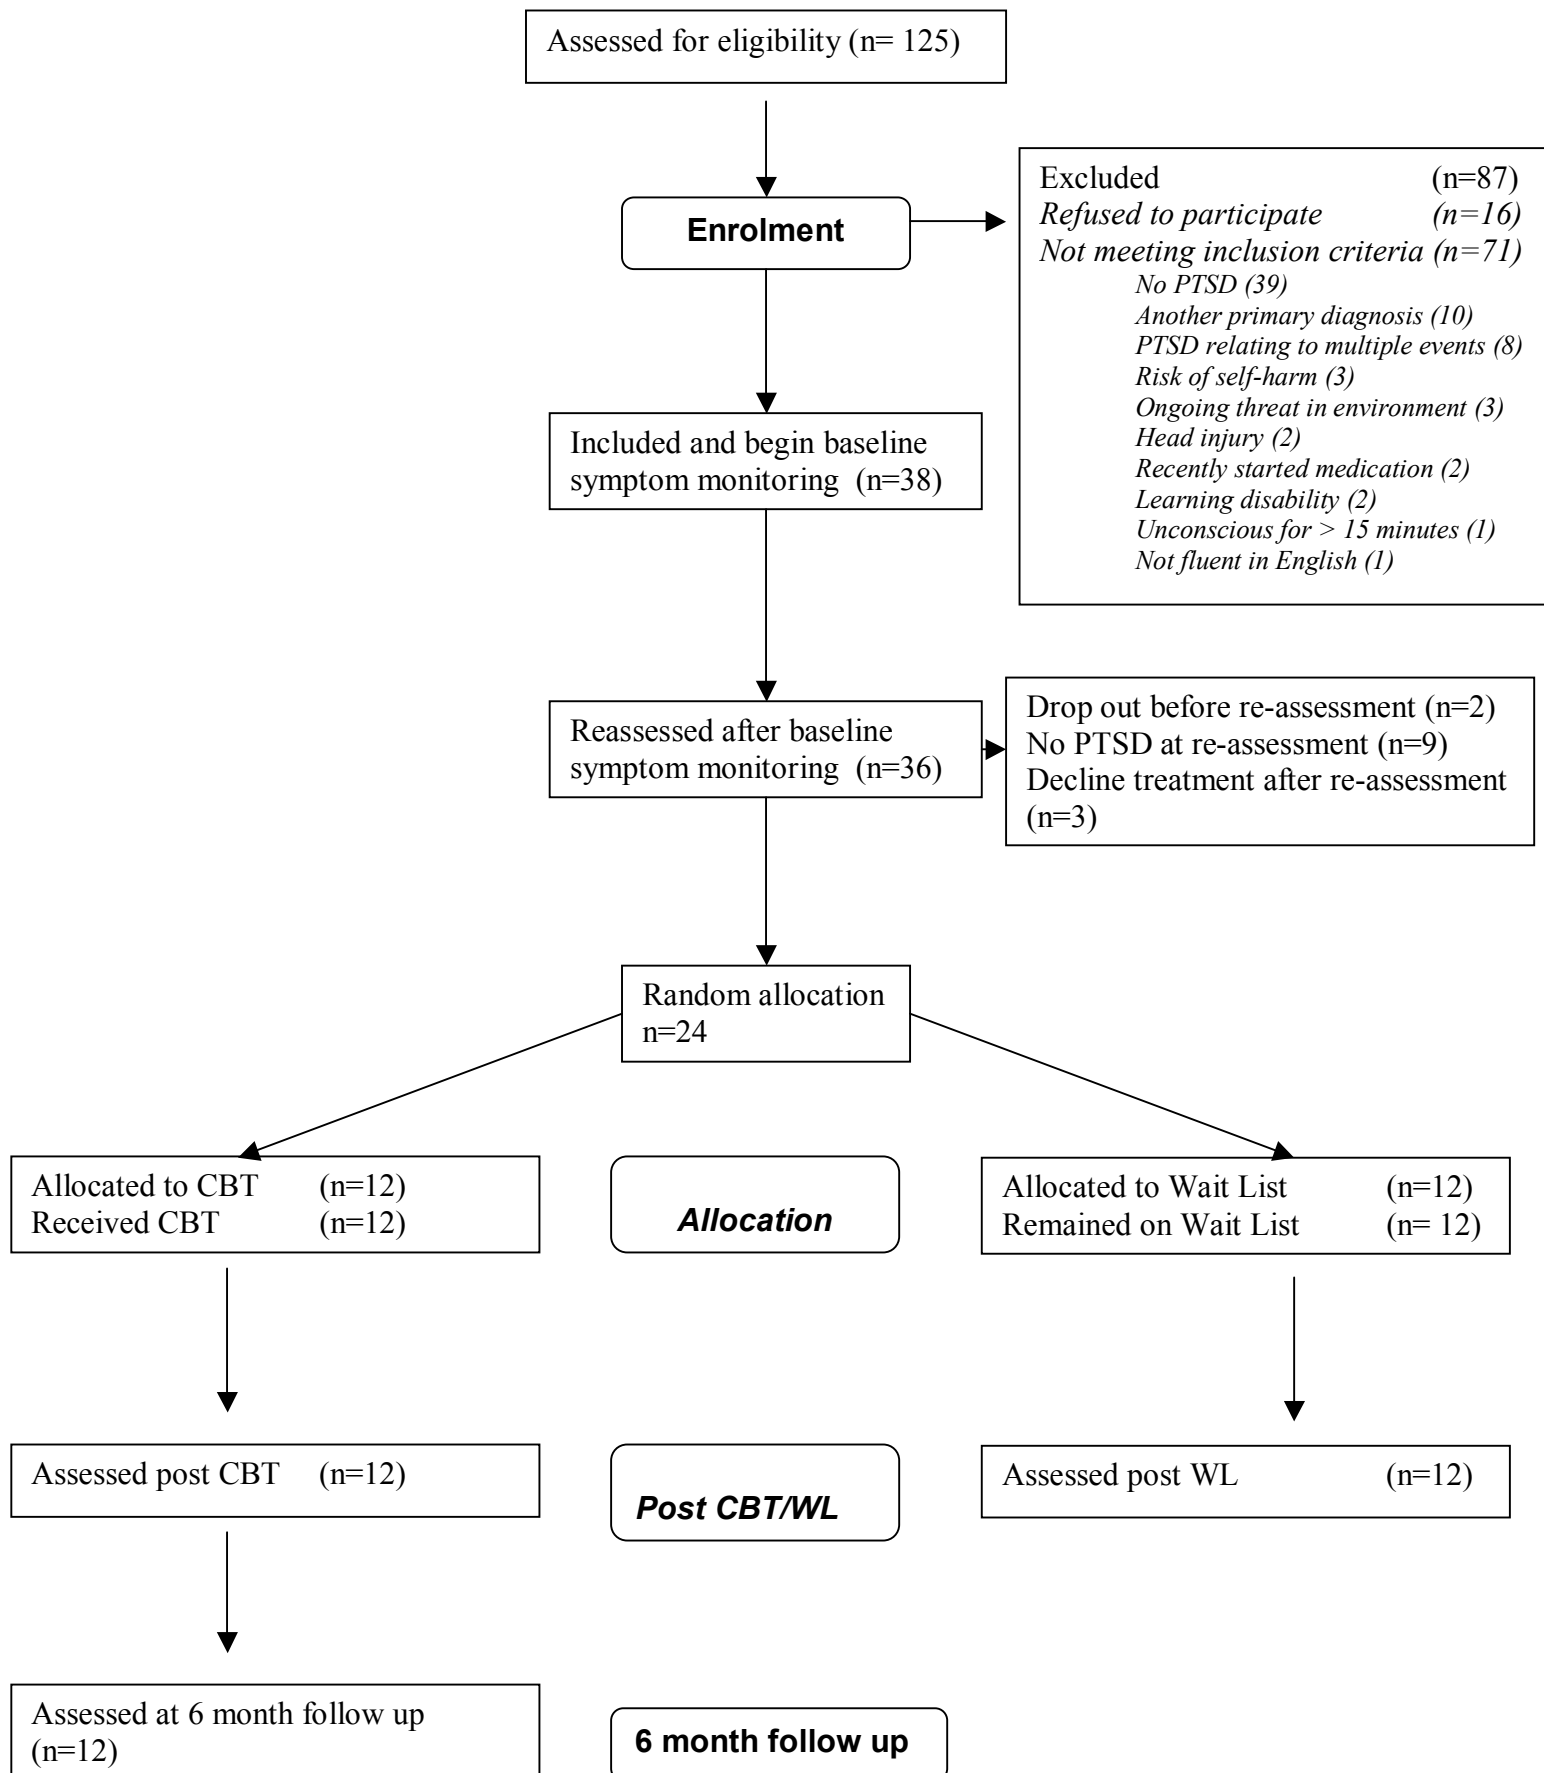 Assessed for eligibility (n= 125)
Enrolment
Excluded (n=87)
Refused to participate (n=16)
Not meeting inclusion criteria (n=71)
No PTSD (39)
Another primary diagnosis (10)
PTSD relating to multiple events (8)
Risk of self-harm (3)
Ongoing threat in environment (3)
Head injury (2)
Recently started medication (2)
Learning disability (2)
Unconscious for > 15 minutes (1)
Not fluent in English (1)
Included and begin baseline
symptom monitoring (n=38)
Reassessed after baseline
symptom monitoring (n=36)
Drop out before re-assessment (n=2)
No PTSD at re-assessment (n=9)
Decline treatment after re-assessment
(n=3)
Random allocation
n=24
Allocated to CBT (n=12)
Received CBT (n=12)
Allocation
Allocated to Wait List (n=12)
Remained on Wait List (n= 12)
Assessed post CBT (n=12)
Post CBT/WL
Assessed post WL (n=12)
Assessed at 6 month follow up
(n=12)
6 month follow up